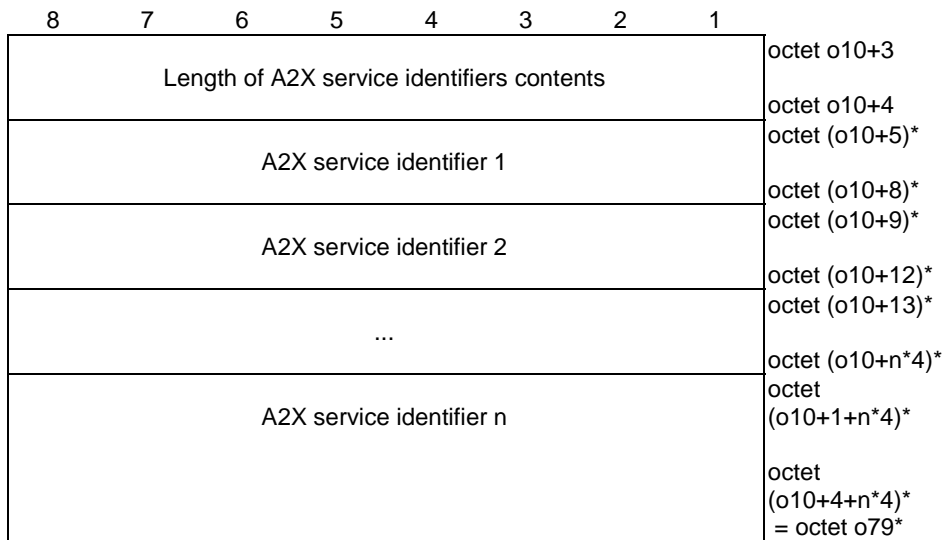 8 7 6 5 4 3 2 1
Length of A2X service identifiers contents
octet o10+3
octet o10+4
A2X service identifier 1
octet (o10+5)*
octet (o10+8)*
A2X service identifier 2
octet (o10+9)*
octet (o10+12)*
...
octet (o10+13)*
octet (o10+n*4)*
A2X service identifier n
octet
(o10+1+n*4)*
octet
(o10+4+n*4)*
= octet o79*